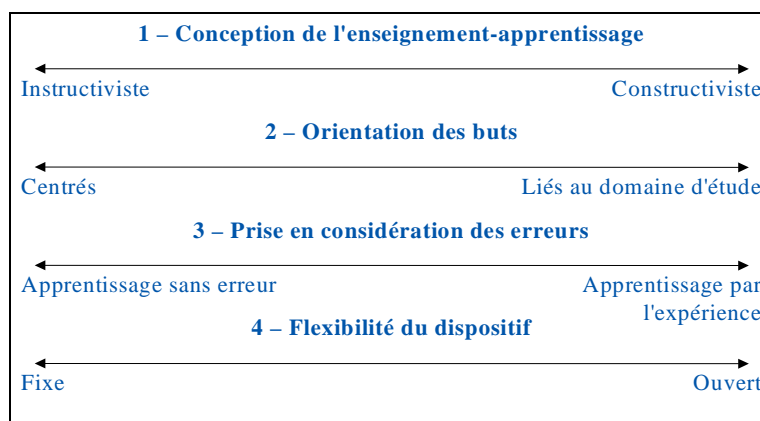 1 – Conception de l'enseignement-apprentissage
Instructiviste Constructiviste
2 – Orientation des buts
Centrés Liés au domaine d'étude
3 – Prise en considération des erreurs
Apprentissage sans erreur Apprentissage par
l'expérience
4 – Flexibilité du dispositif
Fixe Ouvert